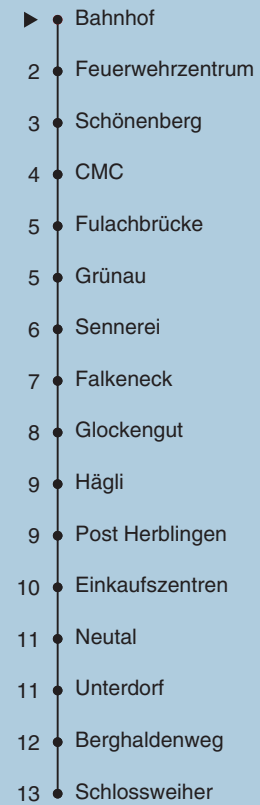 ▶ Bahnhof
2 Feuerwehrzentrum
3 Schönenberg
4 CMC
5 Fulachbrücke
5 Grünau
6 Sennerei
7 Falkeneck
8 Glockengut
9 Hägli
9 Post Herblingen
10 Einkaufszentren
11 Neutal
11 Unterdorf
12 Berghaldenweg
13 Schlossweiher